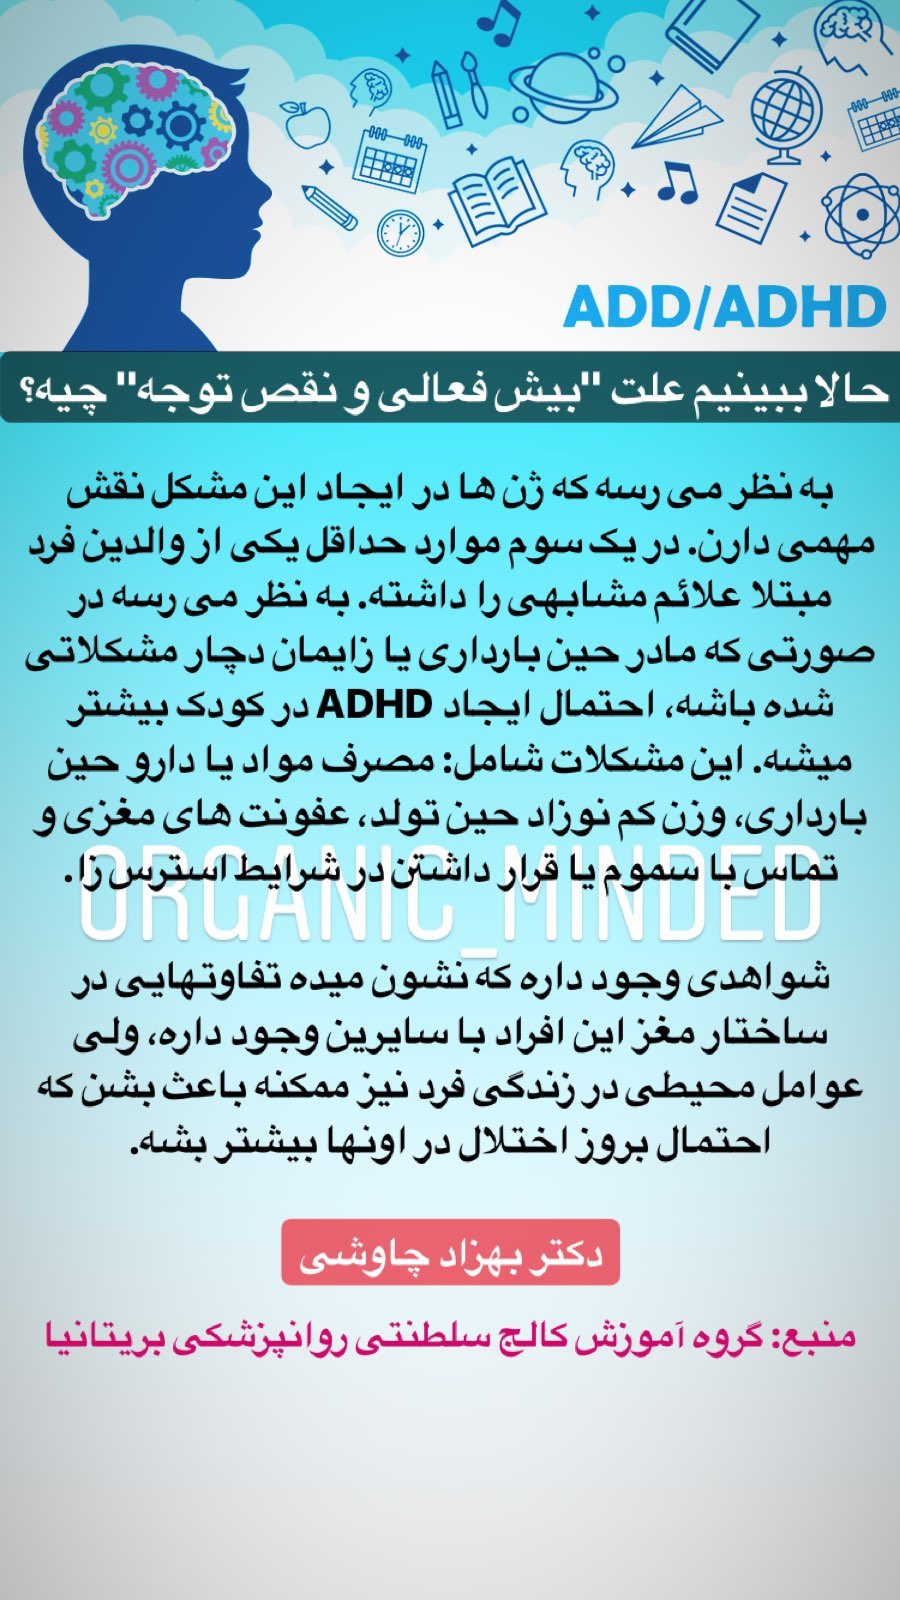 ADD/ADHD
حالا ببینیم علت "بیش فعالی و نقص توجه" چیه؟
به نظر می رسه که ژن ها در ایجاد این مشکل نقش
مهمی دارن. در یک سوم موارد حداقل یکی از والدین فرد
مبتلا علائم مشابهی را داشته. به نظر می رسه در
صورتی که مادر حین بارداری یا زایمان دچار مشکلاتی
شده باشه، احتمال ایجاد ADHD در کودک بیشتر
میشه. این مشکلات شامل: مصرف مواد یا دارو حین
بارداری، وزن کم نوزاد حین تولد، عفونت های مغزی و
تماس با سموم یا قرار داشتن در شرایط استرس زا.
ORGANIC_MINDED
شواهدی وجود داره که نشون میده تفاوتهایی در
ساختار مغز این افراد با سایرین وجود داره، ولی
عوامل محیطی در زندگی فرد نیز ممکنه باعث بشن که
احتمال بروز اختلال در اونها بیشتر بشه.
دکتر بهزاد چاوشی
منبع: گروه آموزش کالج سلطنتی روانپزشکی بریتانیا